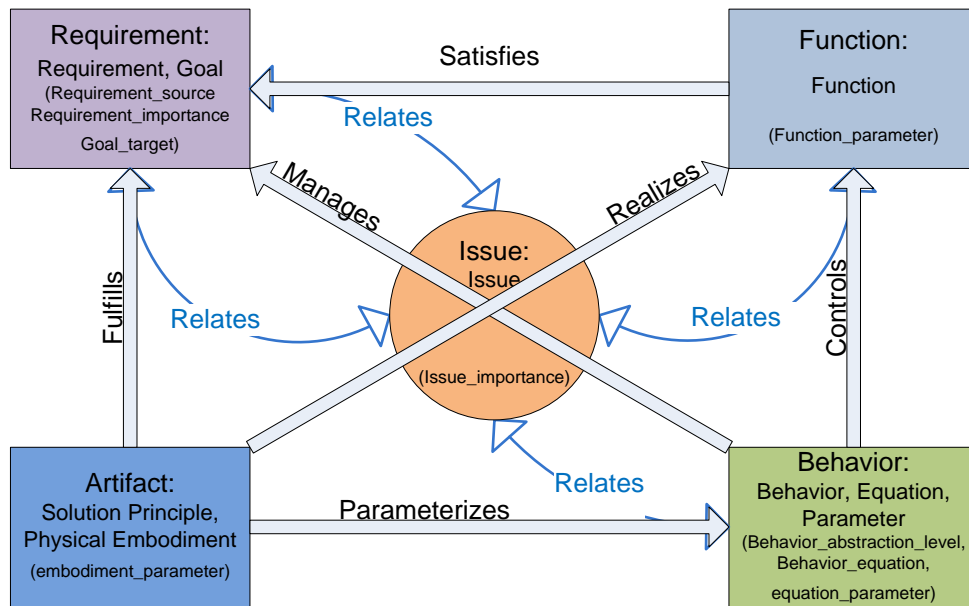 Requirement:
Requirement, Goal
(Requirement_source
Requirement_importance
Goal_target)
Satisfies
Function:
Function
(Function_parameter)
Relates
Manages
Realizes
Issue:
Issue
(Issue_importance)
Fulfills
Relates
Relates
Controls
Artifact:
Solution Principle,
Physical Embodiment
(embodiment_parameter)
Parameterizes
Relates
Behavior:
Behavior, Equation,
Parameter
(Behavior_abstraction_level,
Behavior_equation,
equation_parameter)